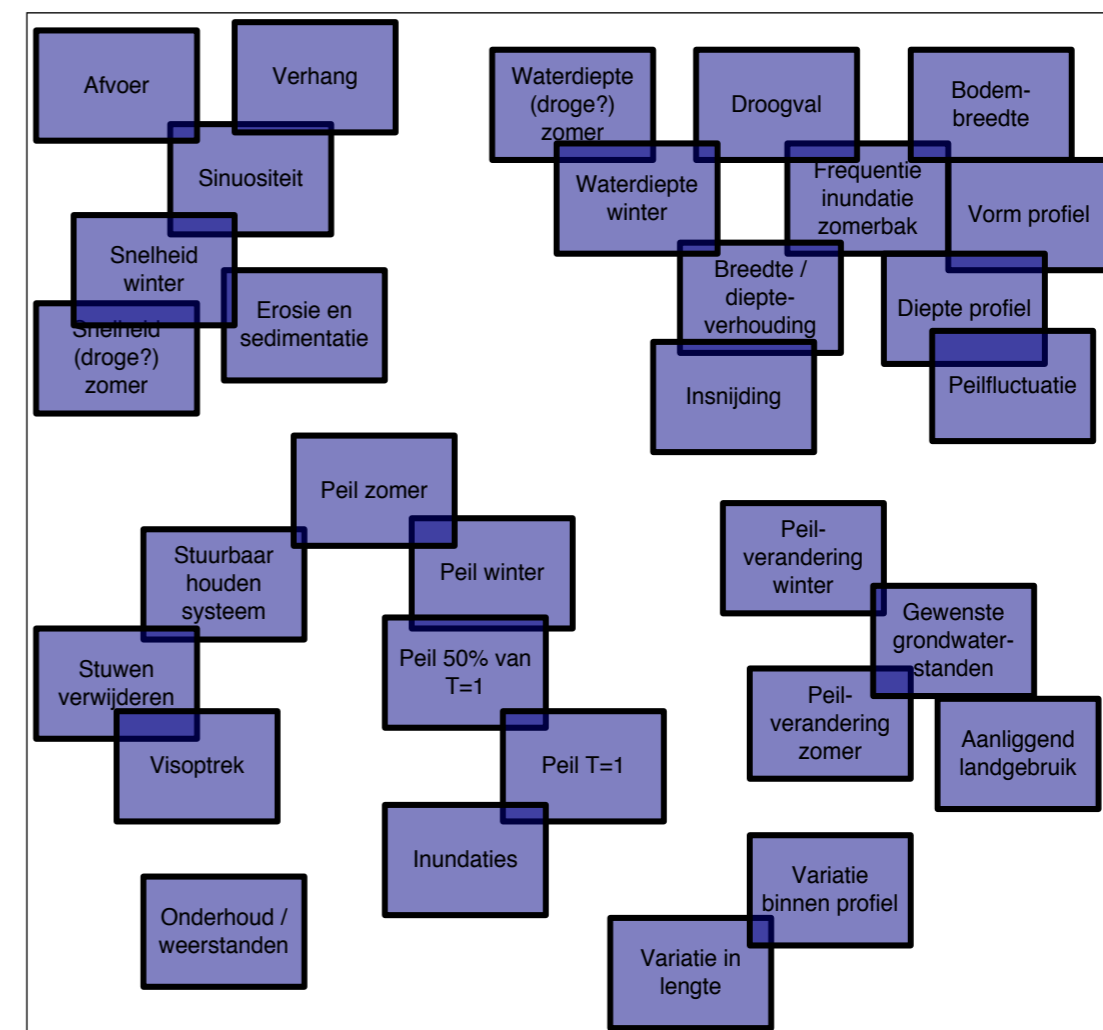 Afvoer
Verhang
Sinuositeit
Snelheid
winter
Erosie en
sedimentatie
Snelheid
(droge?)
zomer
Waterdiepte
(droge?)
zomer
Droogval
Bodem-
breedte
Waterdiepte
winter
Frequentie
inundatie
zomerbak
Vorm profiel
Breedte /
diepte-
verhouding
Diepte profiel
Insnijding
Peilfluctuatie
Peil zomer
Stuurbaar
houden
systeem
Peil winter
Stuwen
verwijderen
Peil 50% van
T=1
Visoptrek
Peil T=1
Inundaties
Onderhoud /
weerstanden
Peil-
verandering
winter
Gewenste
grondwater-
standen
Peil-
verandering
zomer
Aanliggend
landgebruik
Variatie
binnen profiel
Variatie in
lengte